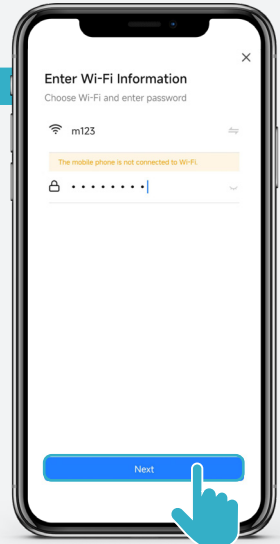 Enter Wi-Fi Information
Choose Wi-Fi and enter password
m123
The mobile phone is not connected to Wi-Fi.
Next